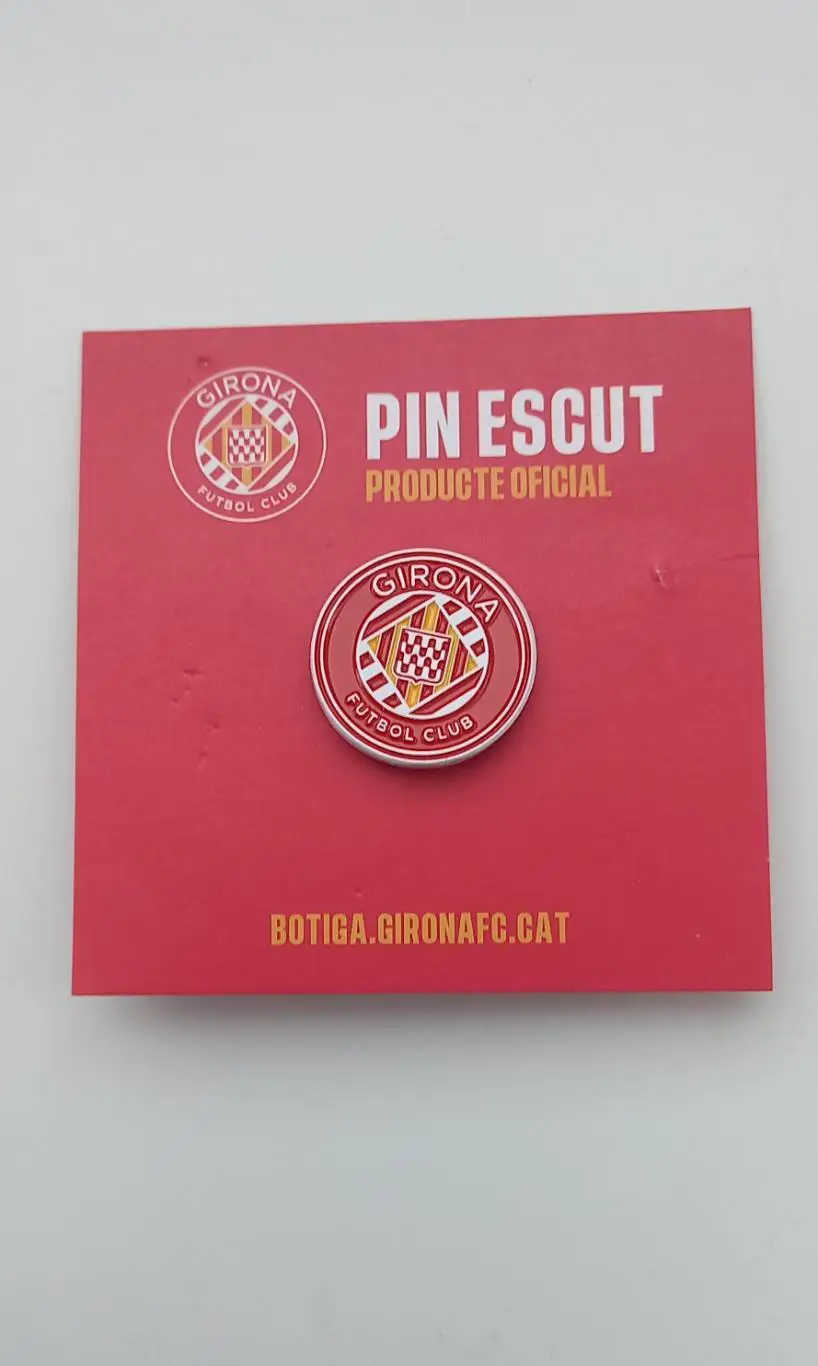 GIRONA
FUTBOL CLUB
PIN ESCUT
PRODUCTE OFICIAL
GIRONA
FUTBOL CLUB
BOTIGA.GIRONAFC.CAT